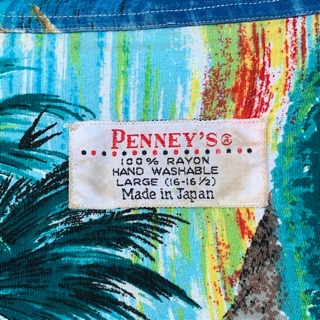 PENNEY'S®
100% RAYON
HAND WASHABLE
LARGE (16-16½)
Made in Japan